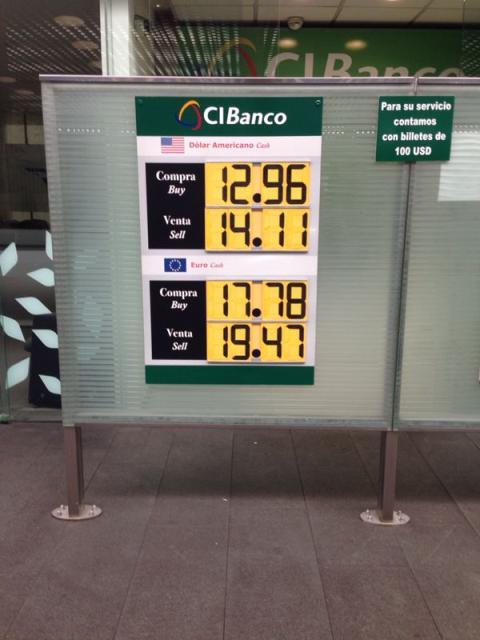 CIBanco
CIBanco
Dólar Americano Cash
Compra
Buy
12.96
Venta
Sell
14.11
Euro Cash
Compra
Buy
17.78
Venta
Sell
19.47
Para su servicio
contamos
con billetes de
100 USD